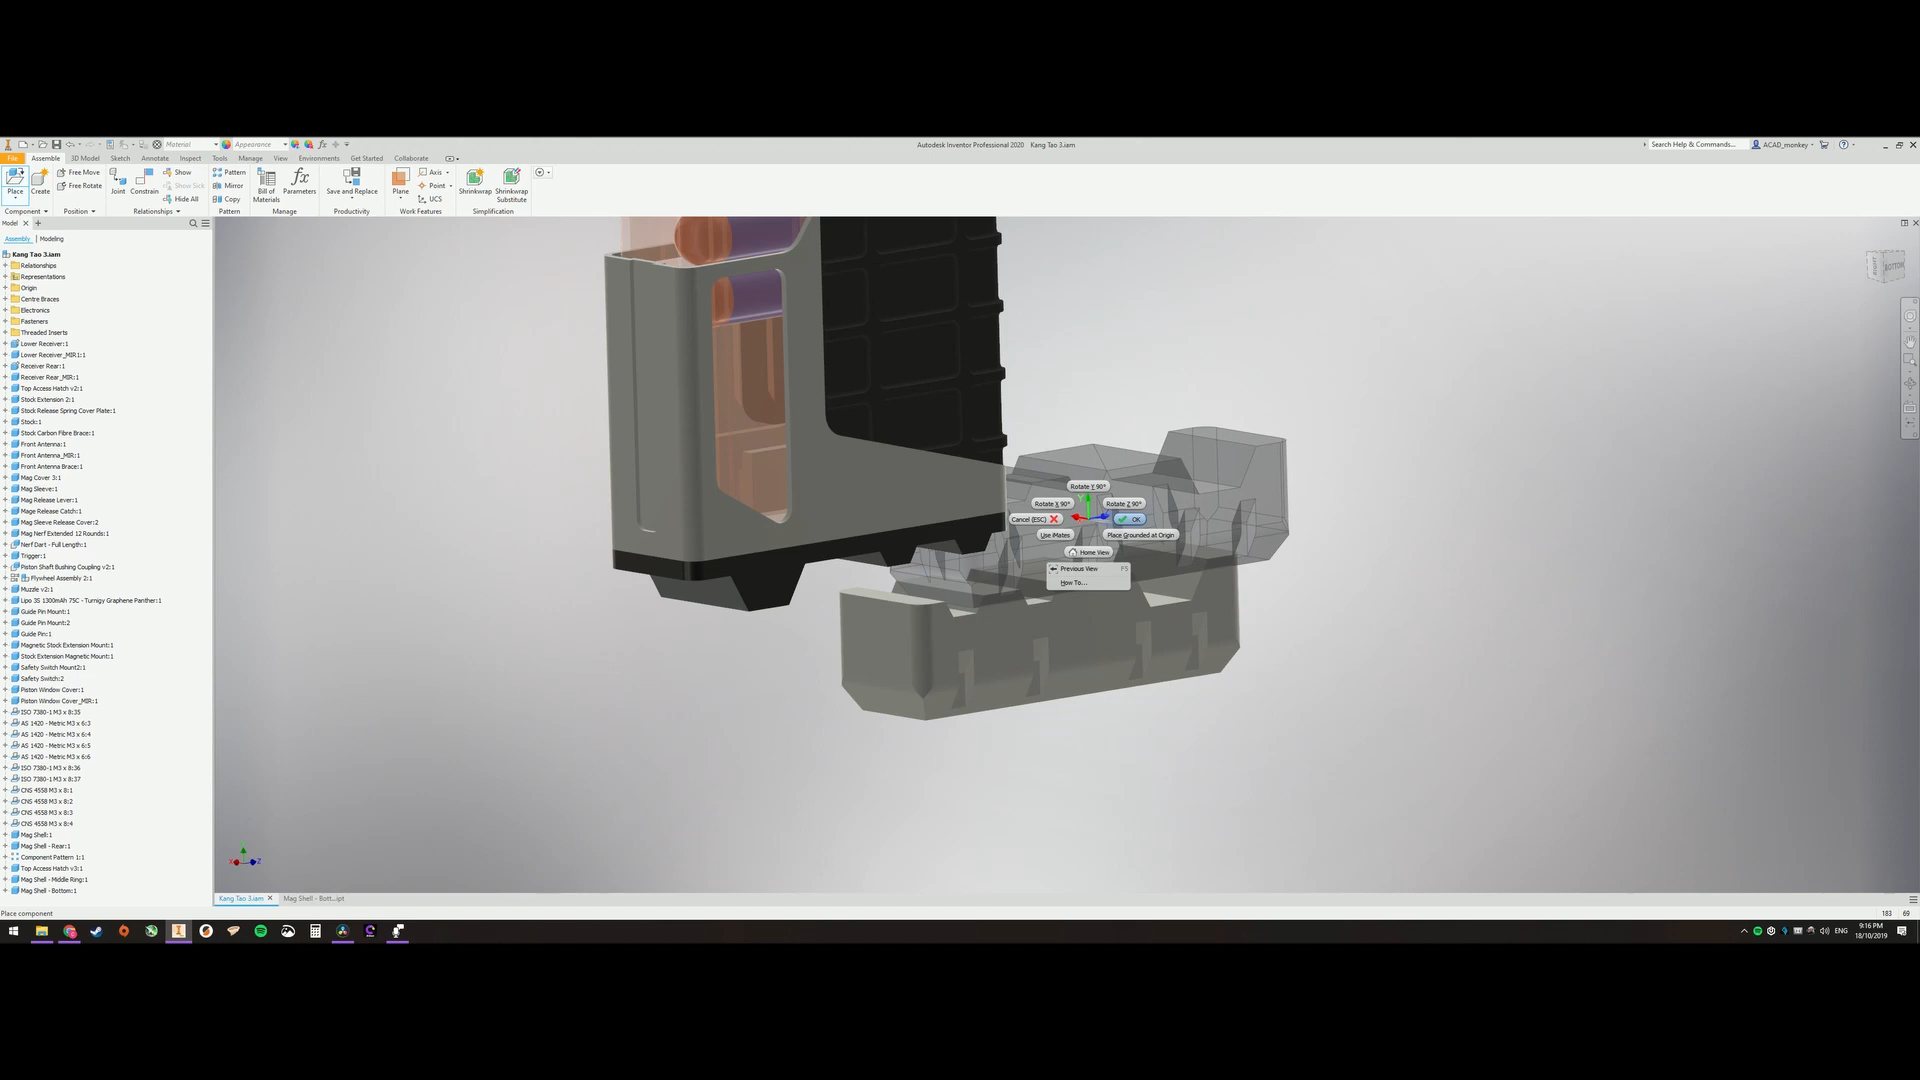 Material
Appearance
Autodesk Inventor Professional 2020 Kang Tao 3.iam
Search Help & Commands...
ACAD_monkey
File Assemble 3D Model Sketch Annotate Inspect Tools Manage View Environments Get Started Collaborate
Place
Create
Free Move
Free Rotate
Joint
Constrain
Show
Show Sick
Hide All
Pattern
Mirror
Copy
Bill of
Materials
Parameters
Save and Replace
Plane
Axis
Point
UCS
Shrinkwrap
Shrinkwrap
Substitute
Component Position Relationships Pattern Manage Productivity Work Features Simplification
Model
Assembly Modeling
Kang Tao 3.iam
Relationships
Representations
Origin
Centre Braces
Electronics
Fasteners
Threaded Inserts
Lower Receiver:1
Lower Receiver_MIR1:1
Receiver Rear:1
Receiver Rear_MIR:1
Top Access Hatch v2:1
Stock Extension 2:1
Stock Release Spring Cover Plate:1
Stock:1
Stock Carbon Fibre Brace:1
Front Antenna:1
Front Antenna_MIR:1
Front Antenna Brace:1
Mag Cover 3:1
Mag Sleeve:1
Mag Release Lever:1
Mage Release Catch:1
Mag Sleeve Release Cover:2
Mag Nerf Extended 12 Rounds:1
Nerf Dart - Full Length:1
Trigger:1
Piston Shaft Bushing Coupling v2:1
Flywheel Assembly 2:1
Muzzle v2:1
Lipo 3S 1300mAh 75C - Turnigy Graphene Panther:1
Guide Pin Mount:1
Guide Pin Mount:2
Guide Pin:1
Magnetic Stock Extension Mount:1
Stock Extension Magnetic Mount:1
Safety Switch Mount2:1
Safety Switch:2
Piston Window Cover:1
Piston Window Cover_MIR:1
ISO 7380-1 M3 x 8:35
AS 1420 - Metric M3 x 6:3
AS 1420 - Metric M3 x 6:4
AS 1420 - Metric M3 x 6:5
AS 1420 - Metric M3 x 6:6
ISO 7380-1 M3 x 8:36
ISO 7380-1 M3 x 8:37
CNS 4558 M3 x 8:1
CNS 4558 M3 x 8:2
CNS 4558 M3 x 8:3
CNS 4558 M3 x 8:4
Mag Shell:1
Mag Shell - Rear:1
Component Pattern 1:1
Top Access Hatch v3:1
Mag Shell - Middle Ring:1
Mag Shell - Bottom:1
BOTTOM
Rotate Y 90°
Rotate X 90°
Rotate Z 90°
Cancel (ESC)
OK
Use iMates
Place Grounded at Origin
Home View
Previous View F5
How To...
Y
X
Z
Kang Tao 3.iam
Mag Shell - Bott...ipt
Place component
183 69
ENG
9:16 PM
18/10/2019